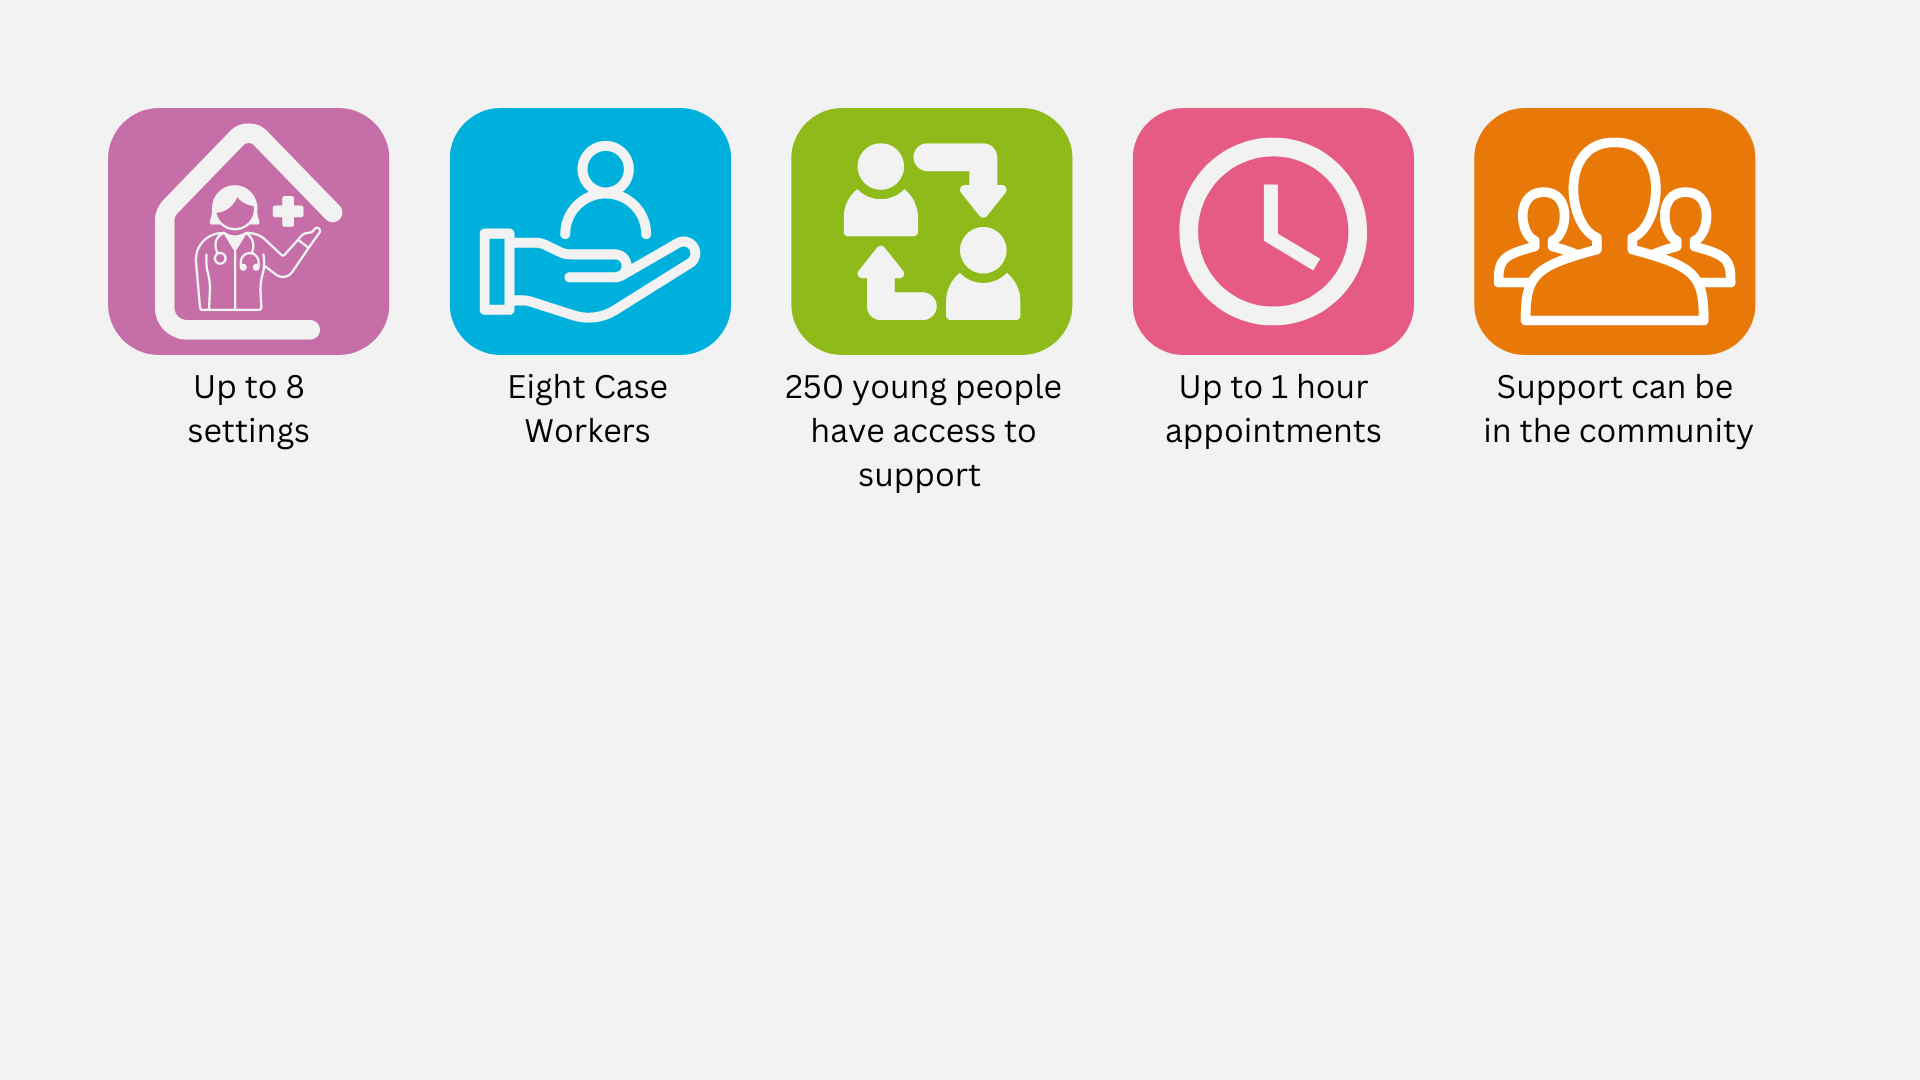 Up to 8
settings
Eight Case
Workers
250 young people
have access to
support
Up to 1 hour
appointments
Support can be
in the community